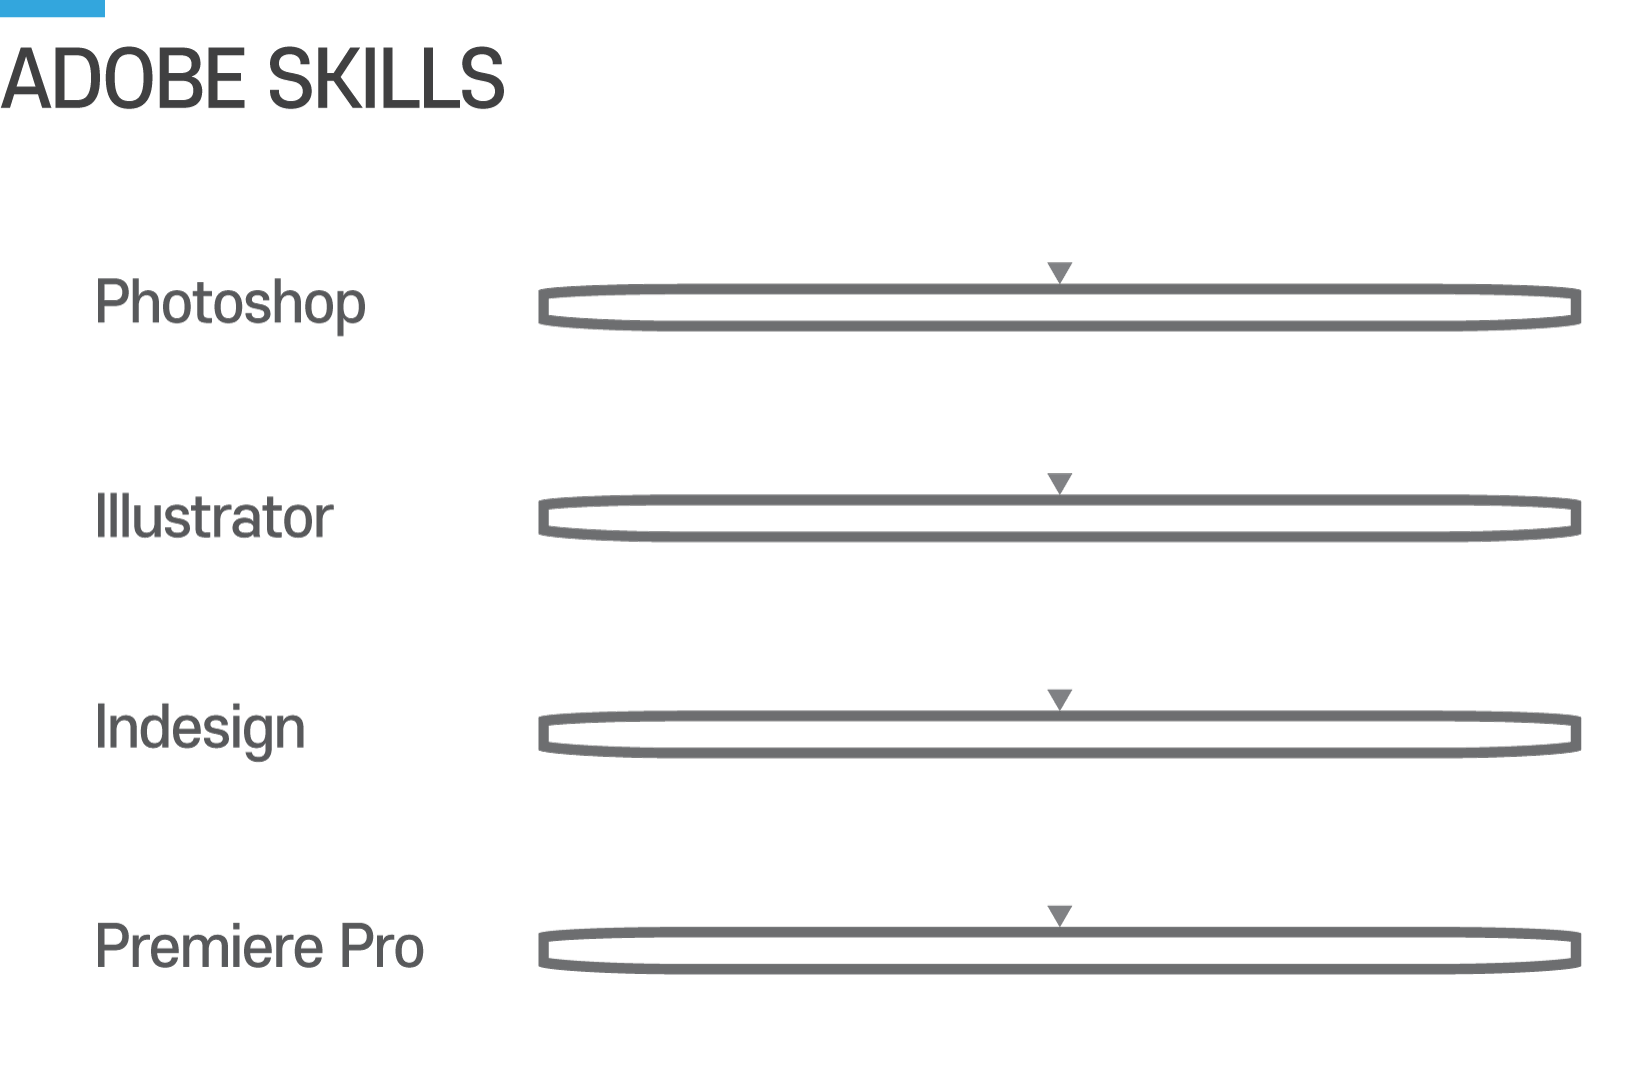 ADOBE SKILLS
Photoshop
Illustrator
Indesign
Premiere Pro